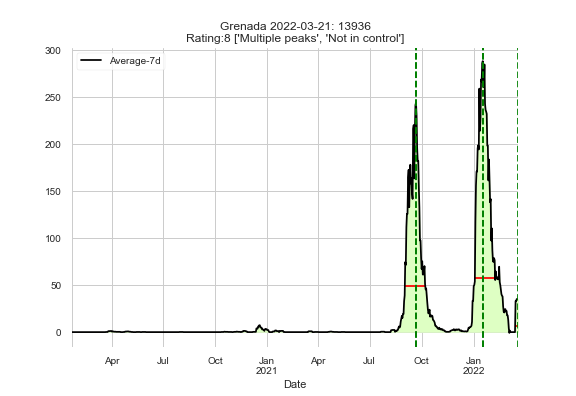 Grenada 2022-03-21: 13936
Rating:8 ['Multiple peaks', 'Not in control']
Average-7d
300
250
200
150
100
50
0
Apr Jul Oct Jan Apr Jul Oct Jan
2021 2022
Date